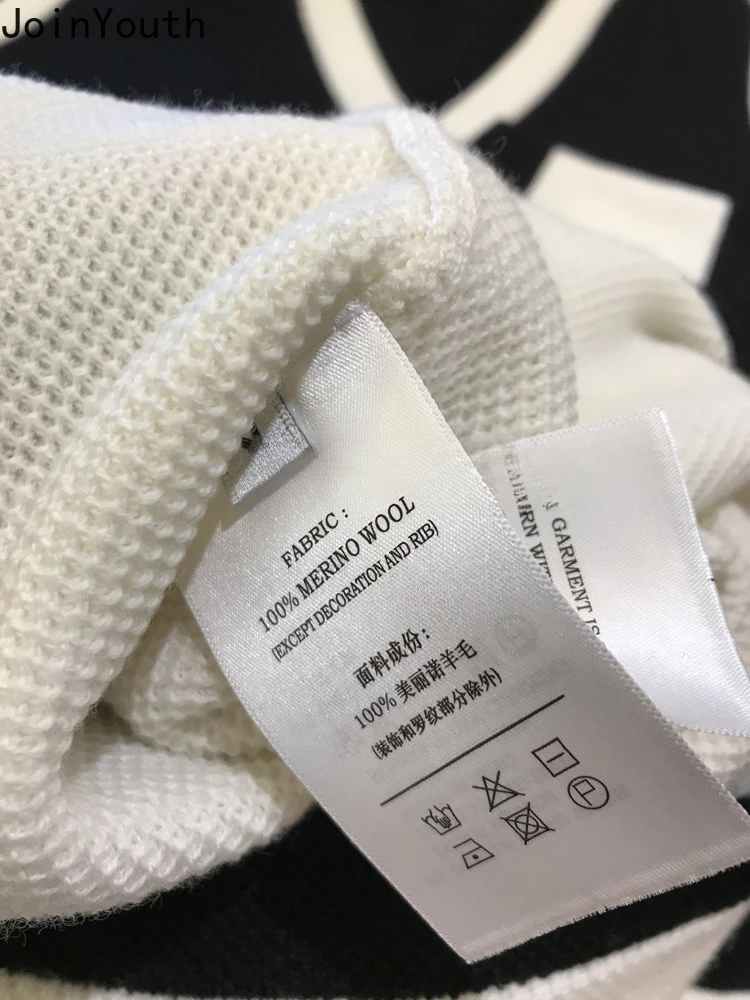 JoinYouth
FABRIC :
100% MERINO WOOL
(EXCEPT DECORATION AND RIB)
面料成份：
100% 美丽诺羊毛
(装饰和罗纹部分除外)
GARMENT IS